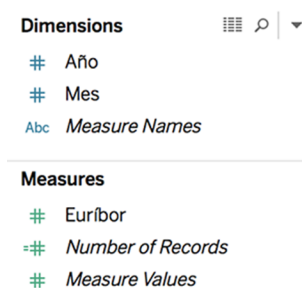 Dimensions
# Año
# Mes
Abc Measure Names
Measures
# Euríbor
=# Number of Records
# Measure Values